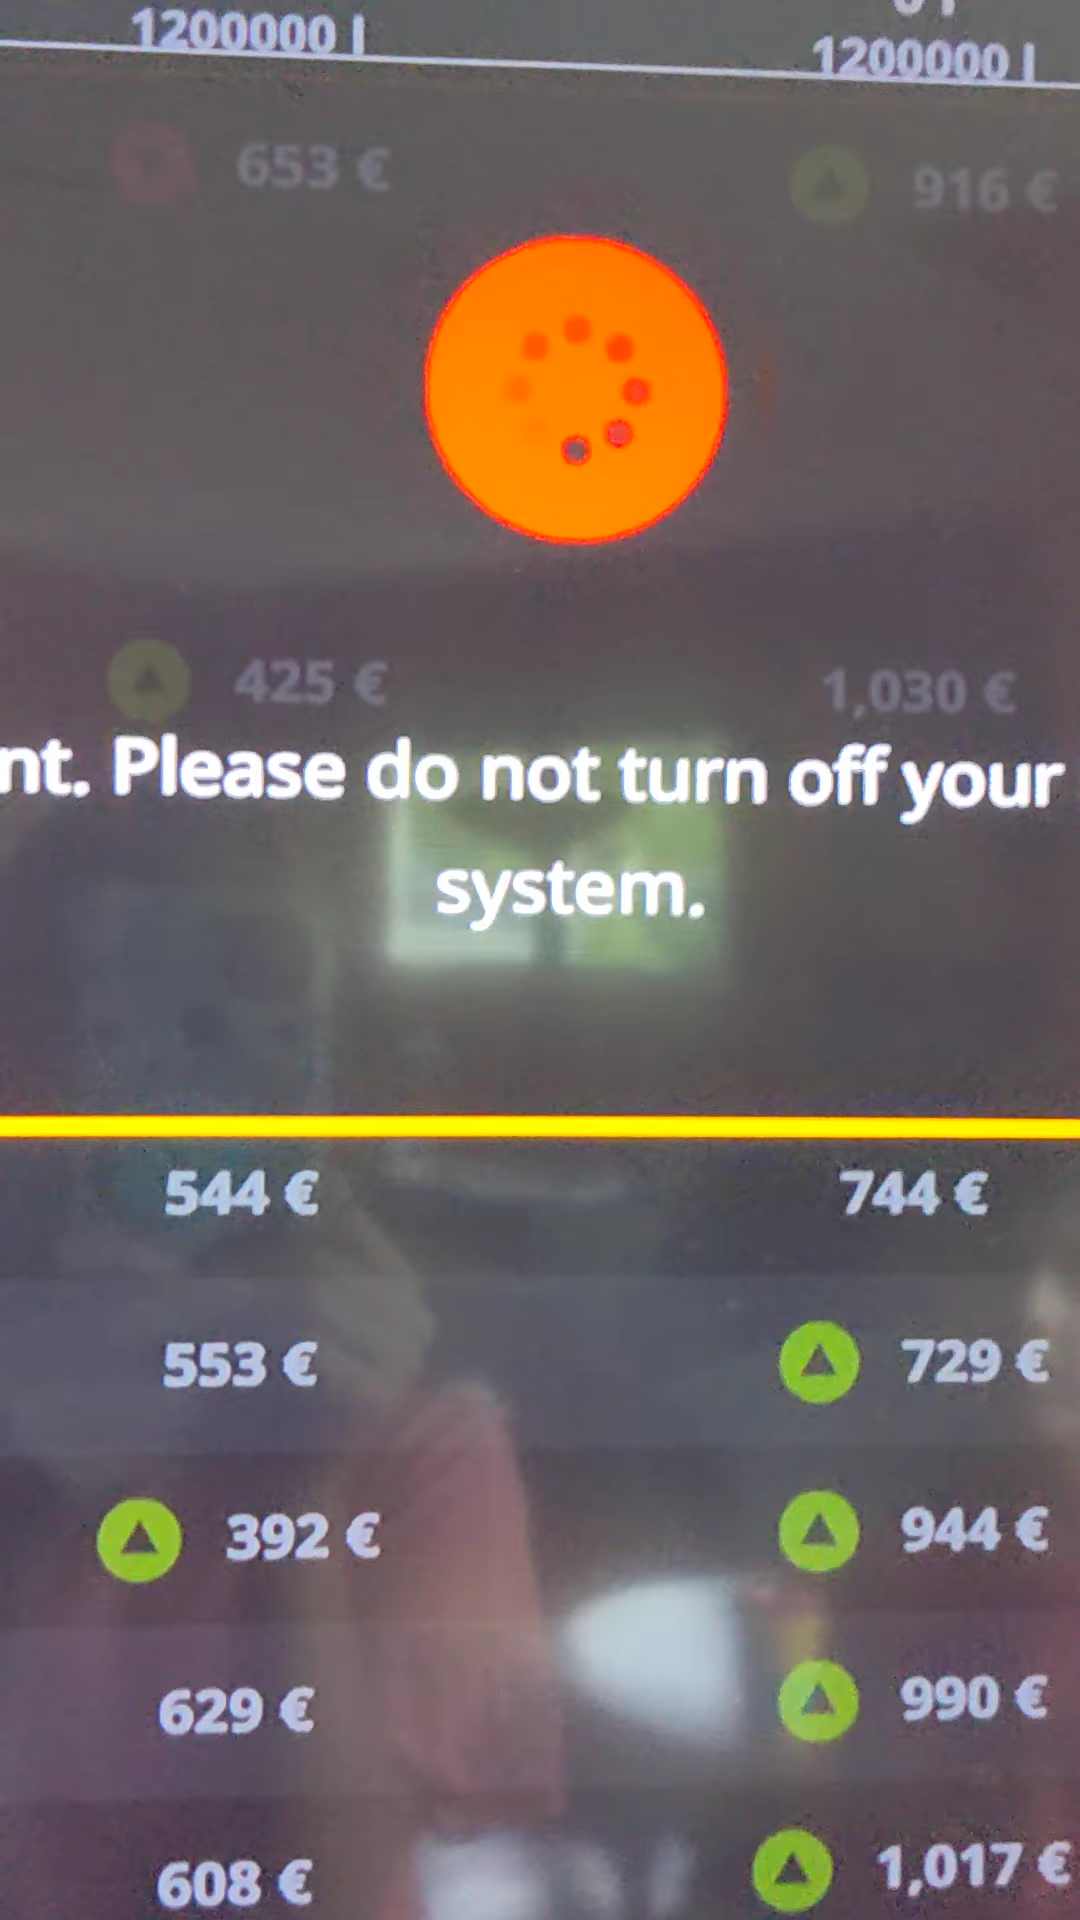 1200000 l
1200000 l
653 € 916 €
425 € 1,030 €
nt. Please do not turn off your
system.
544 € 744 €
553 € 729 €
392 € 944 €
629 € 990 €
608 € 1,017 €